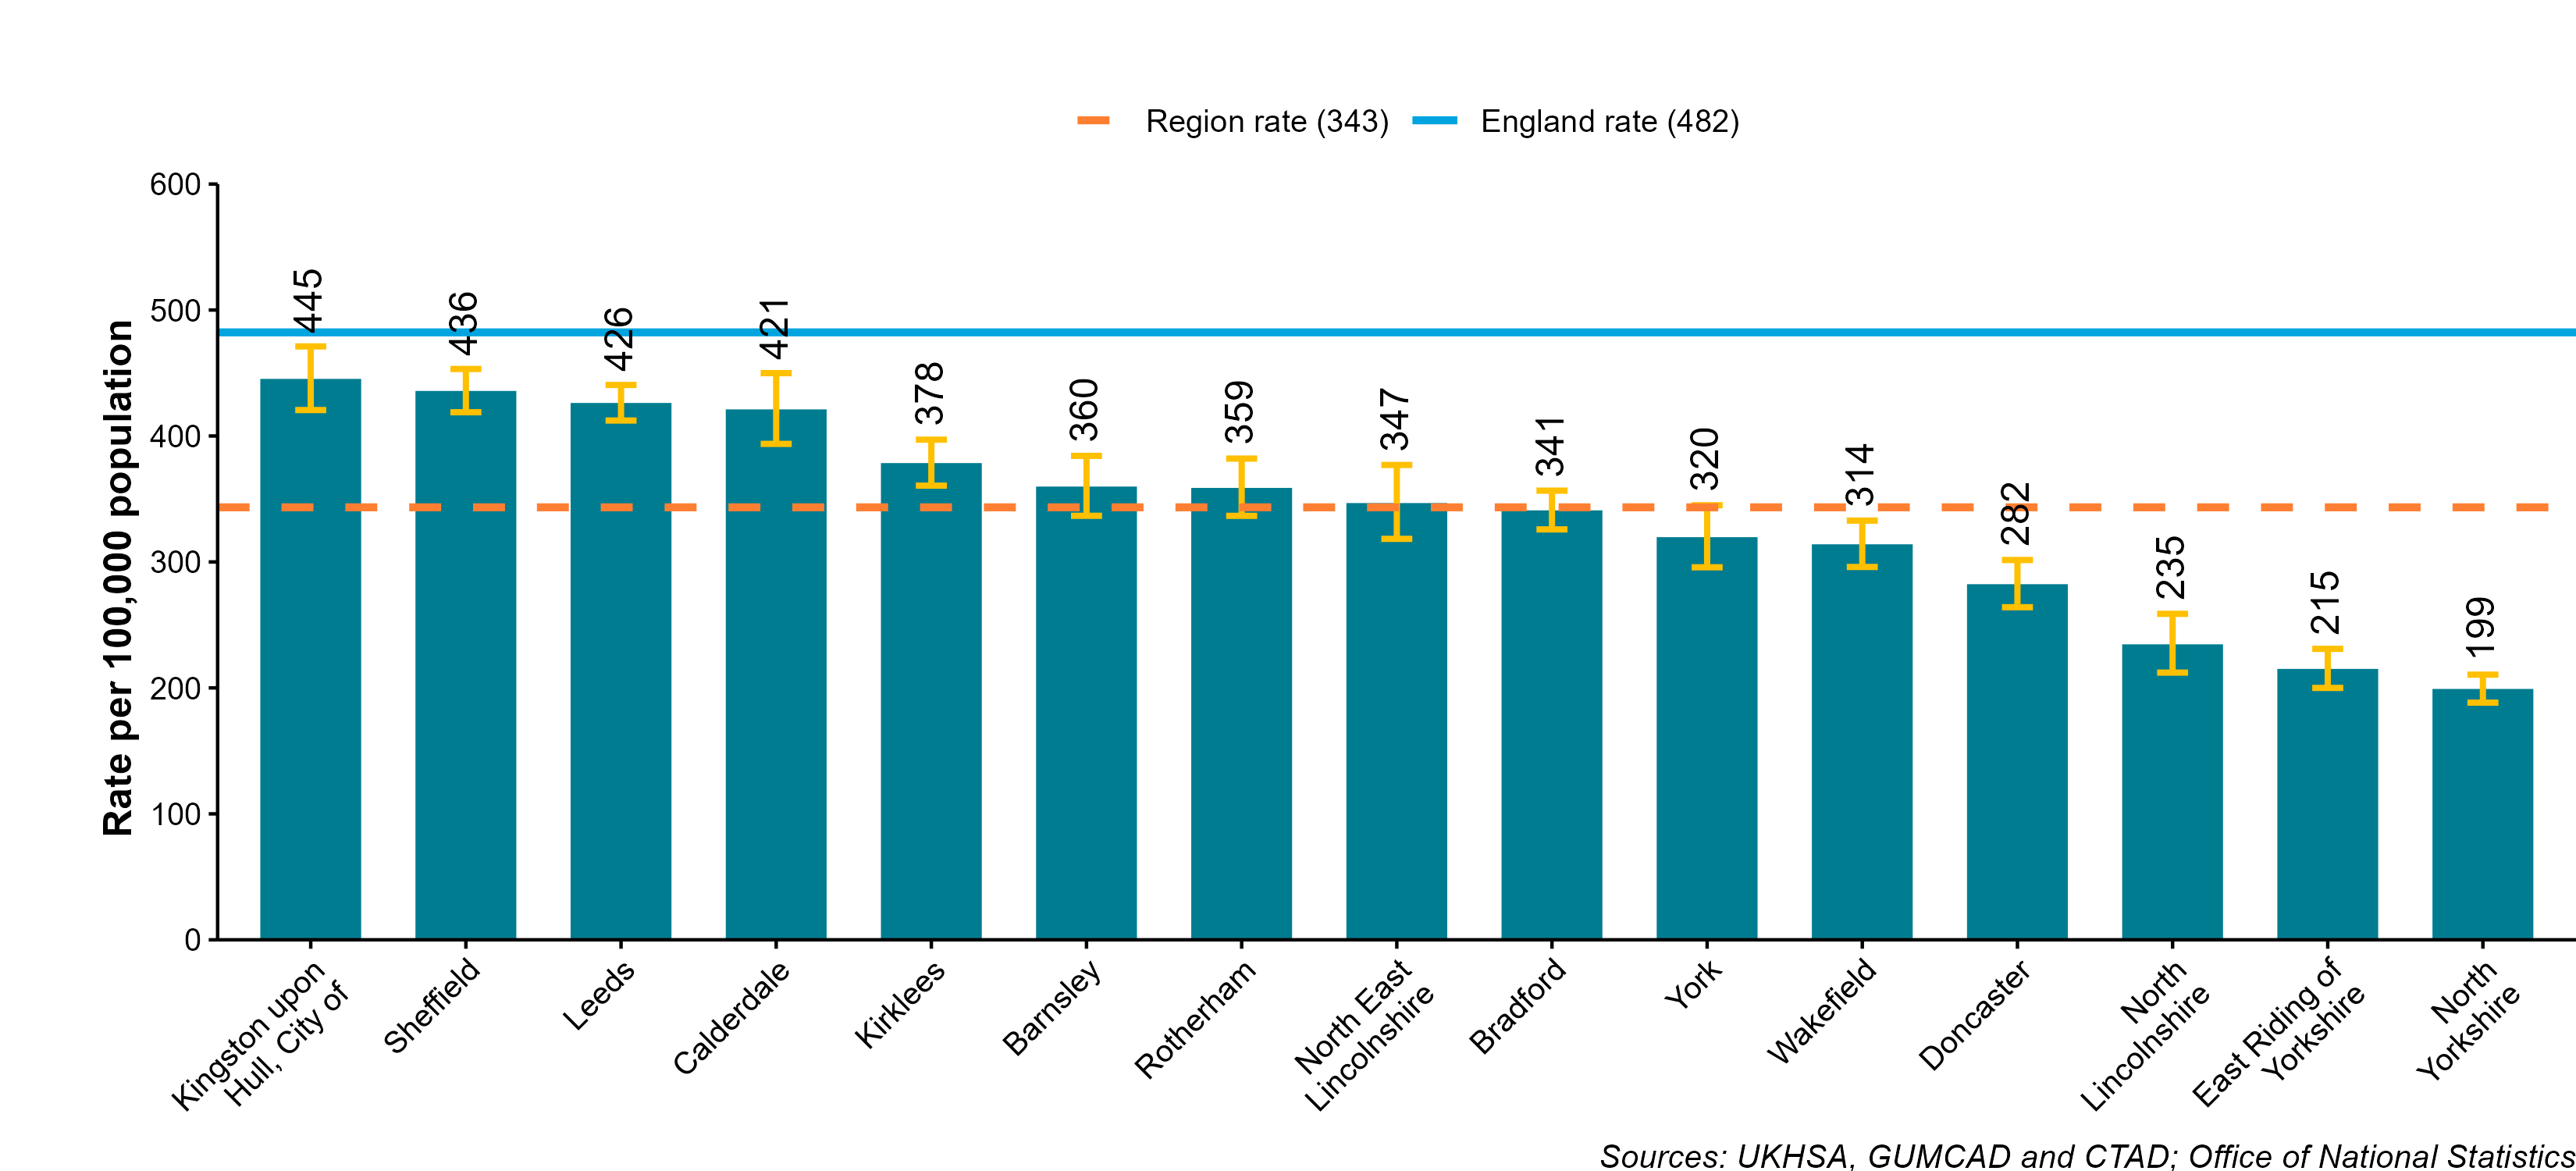 Region rate (343) England rate (482)
Rate per 100,000 population
600
500
400
300
200
100
0
445
436
426
421
378
360
359
347
341
320
314
282
235
215
199
Kingston upon
Hull, City of
Sheffield
Leeds
Calderdale
Kirklees
Barnsley
Rotherham
North East
Lincolnshire
Bradford
York
Wakefield
Doncaster
North
Lincolnshire
East Riding of
Yorkshire
North
Yorkshire
Sources: UKHSA, GUMCAD and CTAD; Office of National Statistics